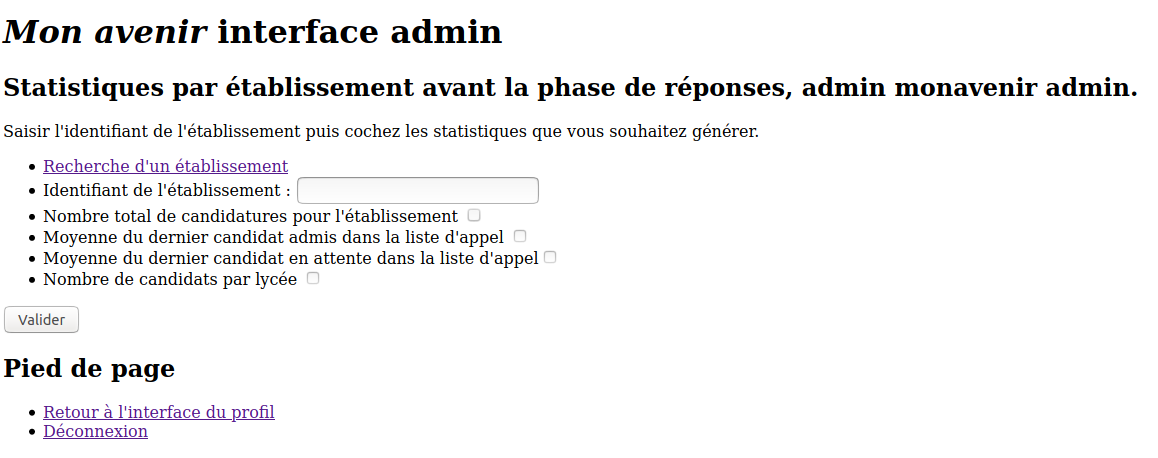 Mon avenir interface admin
Statistiques par établissement avant la phase de réponses, admin monavenir admin.
Saisir l'identifiant de l'établissement puis cochez les statistiques que vous souhaitez générer.
Recherche d'un établissement
Identifiant de l'établissement :
Nombre total de candidatures pour l'établissement
Moyenne du dernier candidat admis dans la liste d'appel
Moyenne du dernier candidat en attente dans la liste d'appel
Nombre de candidats par lycée
Valider
Pied de page
Retour à l'interface du profil
Déconnexion